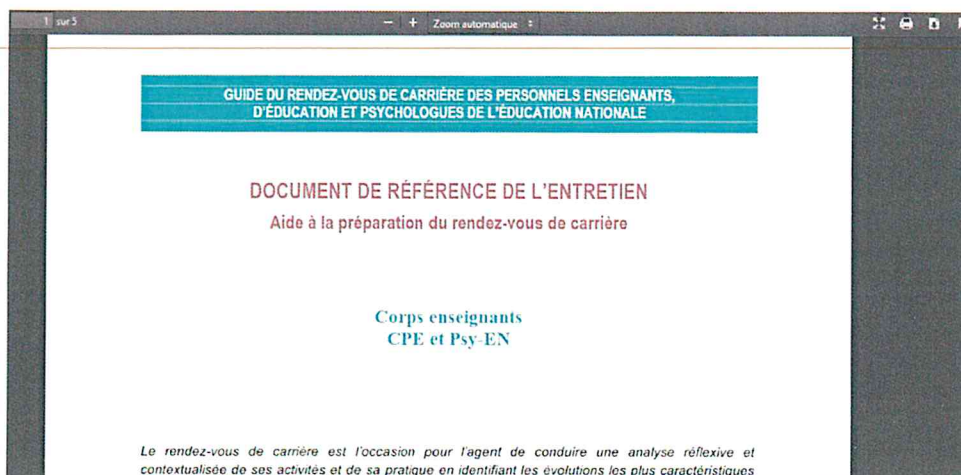 1 sur 5 — + Zoom automatique
GUIDE DU RENDEZ-VOUS DE CARRIÈRE DES PERSONNELS ENSEIGNANTS,
D'ÉDUCATION ET PSYCHOLOGUES DE L'ÉDUCATION NATIONALE
DOCUMENT DE RÉFÉRENCE DE L'ENTRETIEN
Aide à la préparation du rendez-vous de carrière
Corps enseignants
CPE et Psy-EN
Le rendez-vous de carrière est l'occasion pour l'agent de conduire une analyse réflexive et
contextualisée de ses activités et de sa pratique en identifiant les évolutions les plus caractéristiques